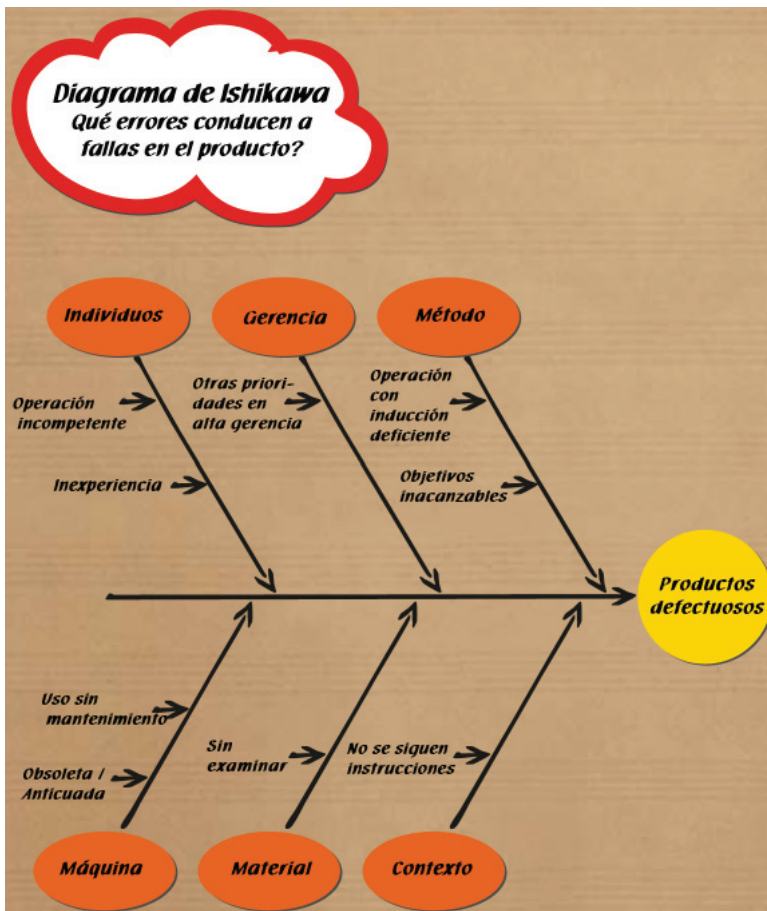 Diagrama de Ishikawa
Qué errores conducen a
fallas en el producto?
Individuos
Gerencia
Método
Operación
incompetente
Inexperiencia
Otras priori-
dades en
alta gerencia
Operación
con
inducción
deficiente
Objetivos
inacanzables
Productos
defectuosos
Uso sin
mantenimiento
Obsoleta /
Anticuada
Sin
examinar
No se siguen
instrucciones
Máquina
Material
Contexto